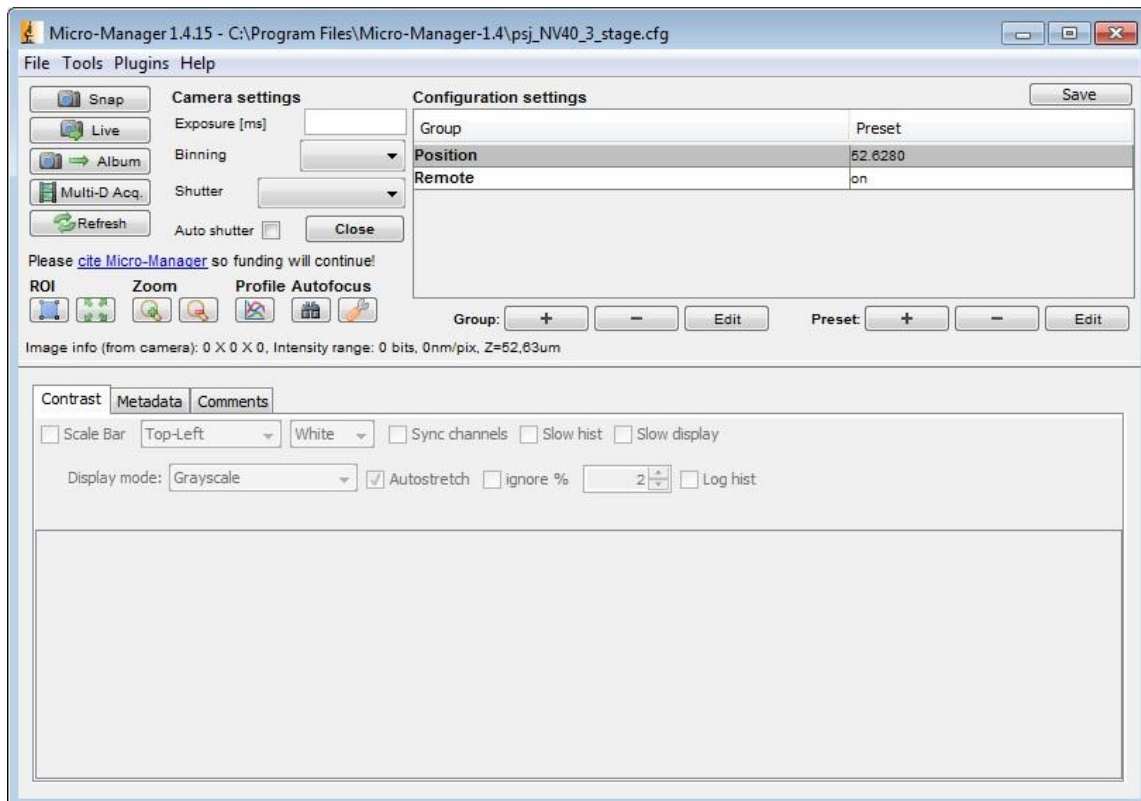 Micro-Manager 1.4.15 - C:\Program Files\Micro-Manager-1.4\psj_NV40_3_stage.cfg
File Tools Plugins Help
Snap
Live
Album
Multi-D Acq.
Refresh
Camera settings
Exposure [ms]
Binning
Shutter
Auto shutter
Close
Configuration settings
Save
Group Preset
Position 52.6280
Remote on
Please cite Micro-Manager so funding will continue!
ROI Zoom Profile Autofocus
Group: + − Edit Preset: + − Edit
Image info (from camera): 0 X 0 X 0, Intensity range: 0 bits, 0nm/pix, Z=52,63um
Contrast Metadata Comments
Scale Bar Top-Left White Sync channels Slow hist Slow display
Display mode: Grayscale Autostretch ignore % 2 Log hist